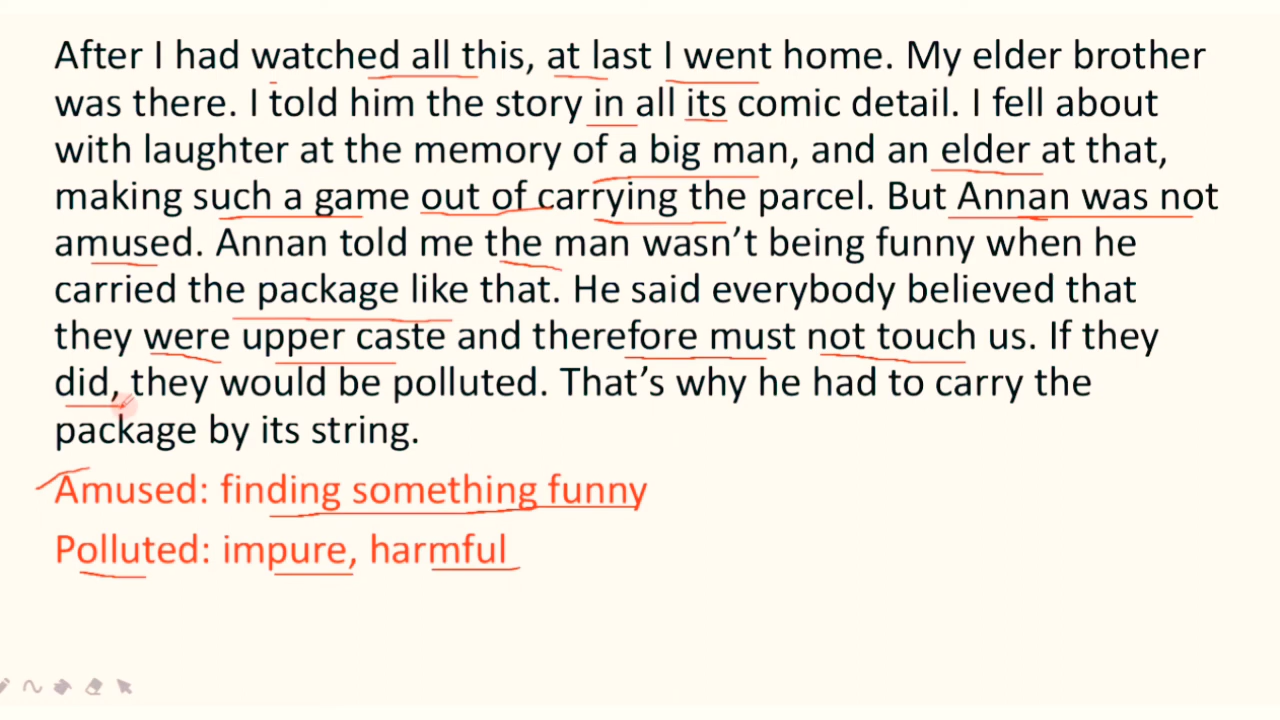 After I had watched all this, at last I went home. My elder brother
was there. I told him the story in all its comic detail. I fell about
with laughter at the memory of a big man, and an elder at that,
making such a game out of carrying the parcel. But Annan was not
amused. Annan told me the man wasn’t being funny when he
carried the package like that. He said everybody believed that
they were upper caste and therefore must not touch us. If they
did, they would be polluted. That’s why he had to carry the
package by its string.
Amused: finding something funny
Polluted: impure, harmful